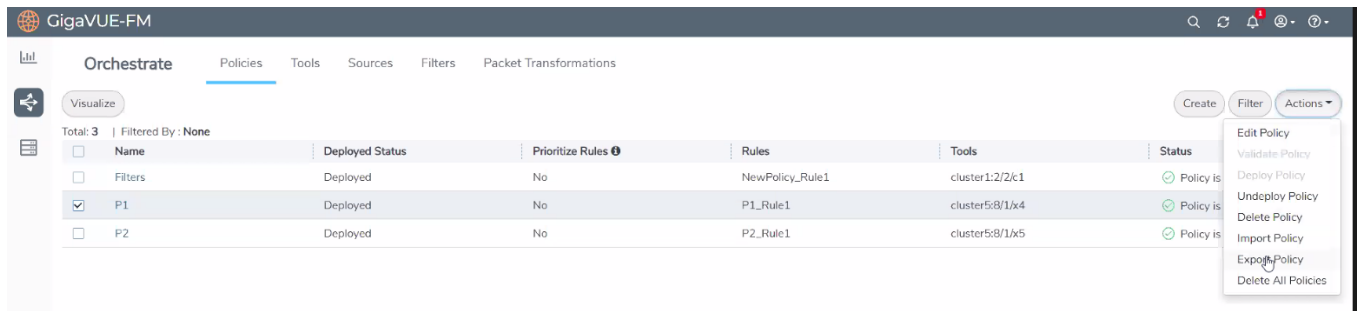 GigaVUE-FM
1
Orchestrate Policies Tools Sources Filters Packet Transformations
Visualize Create Filter Actions
Total: 3 | Filtered By : None
Name Deployed Status Prioritize Rules Rules Tools Status
Filters Deployed No NewPolicy_Rule1 cluster1:2/2/c1 Policy is
P1 Deployed No P1_Rule1 cluster5:8/1/x4 Policy is
P2 Deployed No P2_Rule1 cluster5:8/1/x5 Policy is
Edit Policy
Validate Policy
Deploy Policy
Undeploy Policy
Delete Policy
Import Policy
Export Policy
Delete All Policies